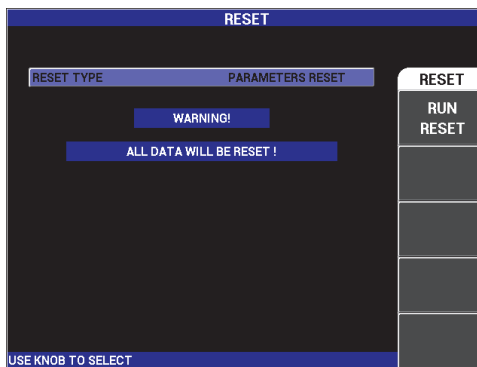 RESET
RESET TYPE PARAMETERS RESET
RESET
RUN
RESET
WARNING!
ALL DATA WILL BE RESET !
USE KNOB TO SELECT